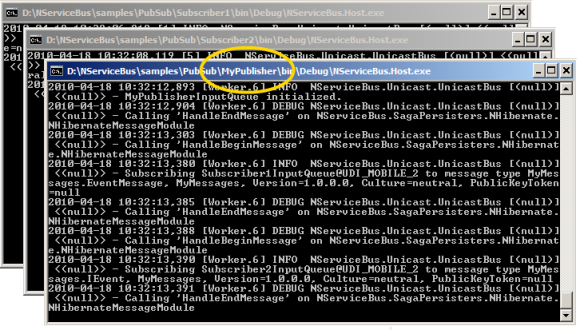 D:\NServiceBus\samples\PubSub\Subscriber1\bin\Debug\NServiceBus.Host.exe
D:\NServiceBus\samples\PubSub\Subscriber2\bin\Debug\NServiceBus.Host.exe
2010-04-18 10:32:08,119 [5] INFO NServiceBus.Unicast.UnicastBus [(null)] <(null
D:\NServiceBus\samples\PubSub\MyPublisher\bin\Debug\NServiceBus.Host.exe
2010-04-18 10:32:12,893 [Worker.6] INFO  NServiceBus.Unicast.UnicastBus [(null)]
<(null)> - MyPublisherInputQueue initialized.
2010-04-18 10:32:12,904 [Worker.6] DEBUG NServiceBus.Unicast.UnicastBus [(null)]
<(null)> - Calling 'HandleEndMessage' on NServiceBus.SagaPersisters.NHibernate.
NHibernateMessageModule
2010-04-18 10:32:13,383 [Worker.6] DEBUG NServiceBus.Unicast.UnicastBus [(null)]
<(null)> - Calling 'HandleBeginMessage' on NServiceBus.SagaPersisters.NHibernat
e.NHibernateMessageModule
2010-04-18 10:32:13,380 [Worker.6] INFO  NServiceBus.Unicast.UnicastBus [(null)]
<(null)> - Subscribing Subscriber1InputQueue@UDI_MOBILE_2 to message type MyMes
sages.EventMessage, MyMessages, Version=1.0.0.0, Culture=neutral, PublicKeyToken
=null
2010-04-18 10:32:13,385 [Worker.6] DEBUG NServiceBus.Unicast.UnicastBus [(null)]
<(null)> - Calling 'HandleEndMessage' on NServiceBus.SagaPersisters.NHibernate.
NHibernateMessageModule
2010-04-18 10:32:13,388 [Worker.6] DEBUG NServiceBus.Unicast.UnicastBus [(null)]
<(null)> - Calling 'HandleBeginMessage' on NServiceBus.SagaPersisters.NHibernat
e.NHibernateMessageModule
2010-04-18 10:32:13,390 [Worker.6] INFO  NServiceBus.Unicast.UnicastBus [(null)]
<(null)> - Subscribing Subscriber2InputQueue@UDI_MOBILE_2 to message type MyMes
sages.IEvent, MyMessages, Version=1.0.0.0, Culture=neutral, PublicKeyToken=null
2010-04-18 10:32:13,391 [Worker.6] DEBUG NServiceBus.Unicast.UnicastBus [(null)]
<(null)> - Calling 'HandleEndMessage' on NServiceBus.SagaPersisters.NHibernate.
NHibernateMessageModule